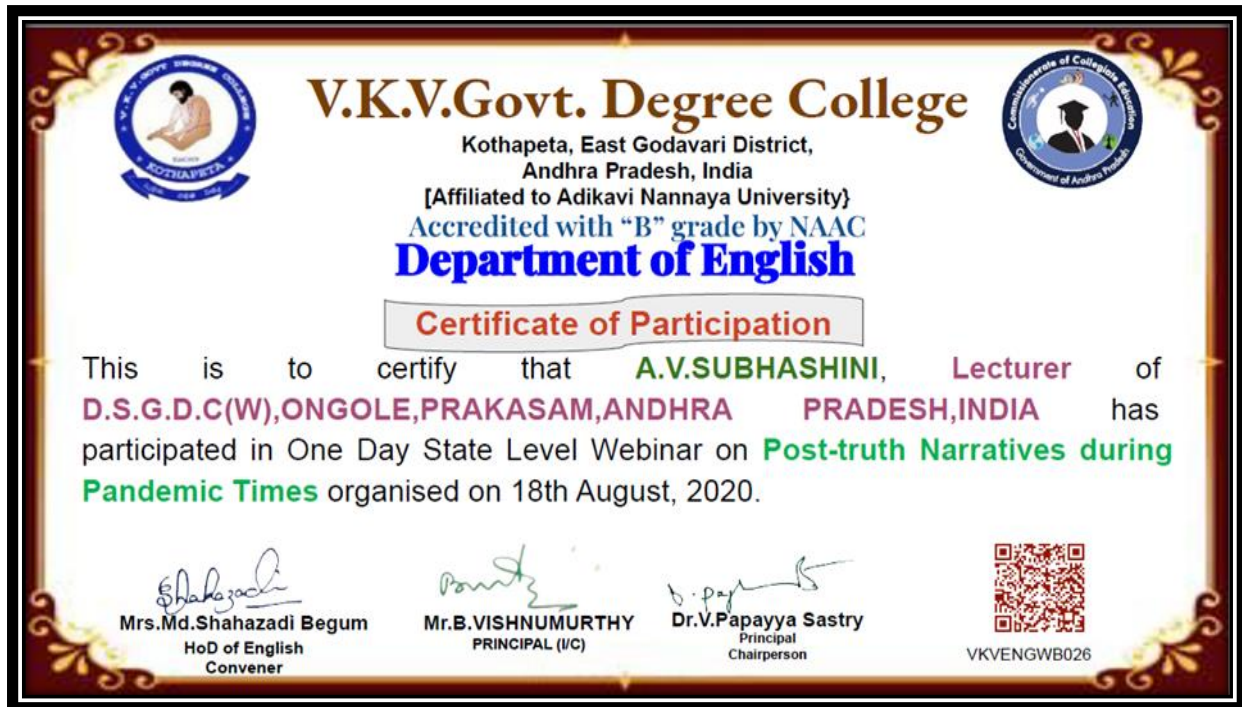 V.K.V.GOVT DEGREE COLLEGE
KOTHAPETA
Commissionerate of Collegiate Education
Government of Andhra Pradesh
V.K.V.Govt. Degree College
Kothapeta, East Godavari District,
Andhra Pradesh, India
[Affiliated to Adikavi Nannaya University}
Accredited with “B” grade by NAAC
Department of English
Certificate of Participation
This is to certify that A.V.SUBHASHINI, Lecturer of
D.S.G.D.C(W),ONGOLE,PRAKASAM,ANDHRA PRADESH,INDIA has
participated in One Day State Level Webinar on Post-truth Narratives during
Pandemic Times organised on 18th August, 2020.
Shahazadi
Mrs.Md.Shahazadi Begum
HoD of English
Convener
Mr.B.VISHNUMURTHY
PRINCIPAL (I/C)
Dr.V.Papayya Sastry
Principal
Chairperson
VKVENGWB026